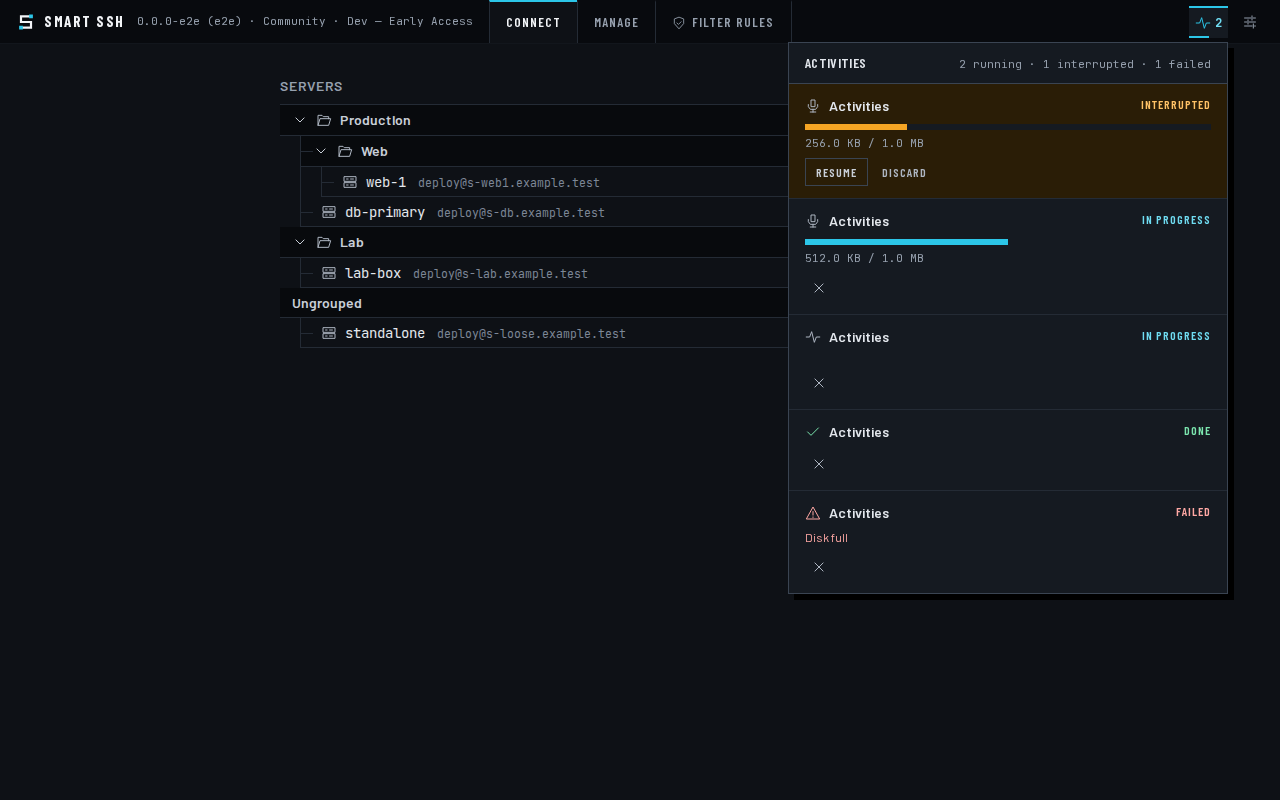 SMART SSH 0.0.0-e2e (e2e) · Community · Dev — Early Access CONNECT MANAGE FILTER RULES 2
SERVERS
Production
Web
web-1 deploy@s-web1.example.test
db-primary deploy@s-db.example.test
Lab
lab-box deploy@s-lab.example.test
Ungrouped
standalone deploy@s-loose.example.test
ACTIVITIES 2 running · 1 interrupted · 1 failed
Activities INTERRUPTED
256.0 KB / 1.0 MB
RESUME DISCARD
Activities IN PROGRESS
512.0 KB / 1.0 MB
Activities IN PROGRESS
Activities DONE
Activities FAILED
Disk full